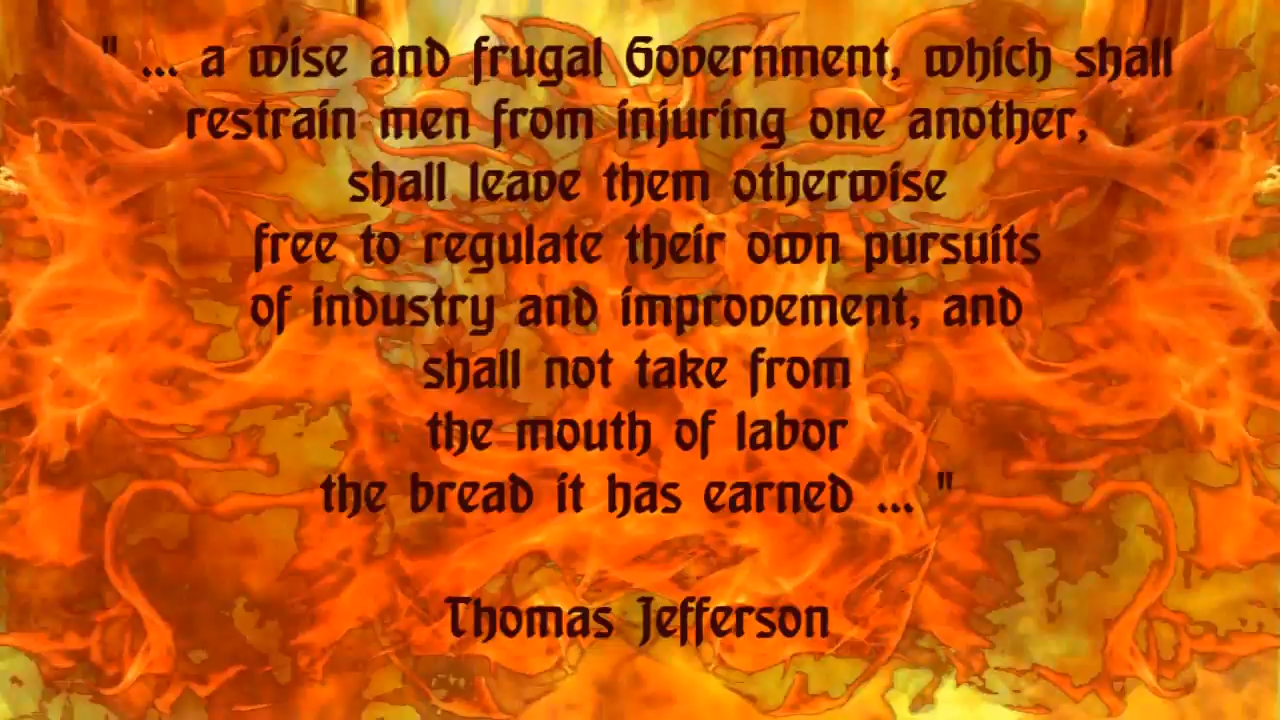 " ... a wise and frugal Government, which shall
restrain men from injuring one another,
shall leave them otherwise
free to regulate their own pursuits
of industry and improvement, and
shall not take from
the mouth of labor
the bread it has earned ... "
Thomas Jefferson